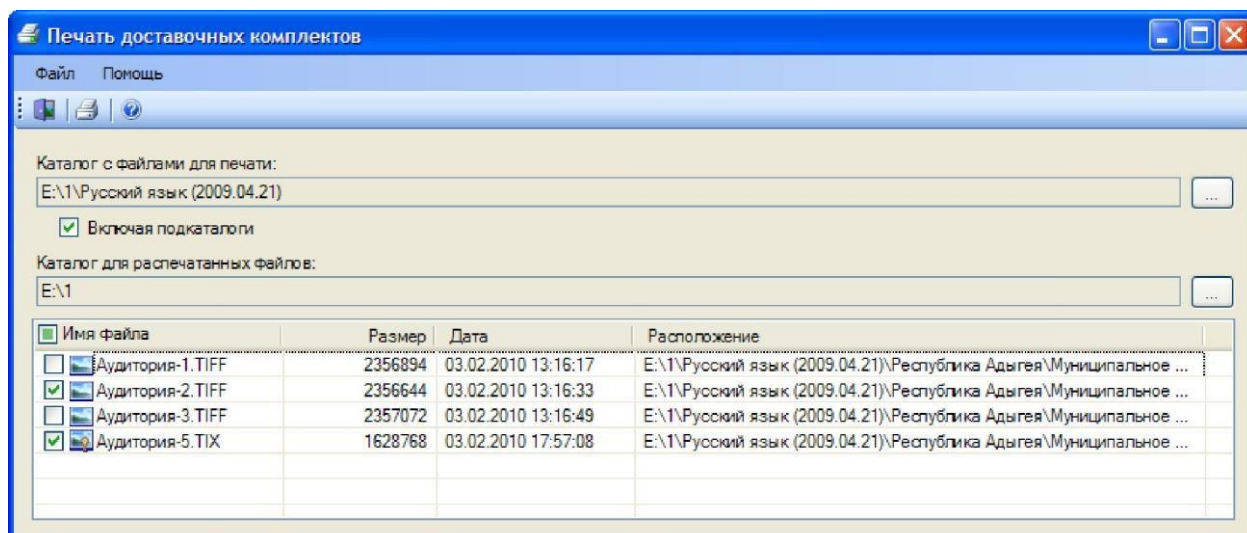 Печать доставочных комплектов
Файл Помощь
Каталог с файлами для печати:
E:\1\Русский язык (2009.04.21)
...
Включая подкаталоги
Каталог для распечатанных файлов:
E:\1
...
Имя файла Размер Дата Расположение
Аудитория-1.TIFF 2356894 03.02.2010 13:16:17 E:\1\Русский язык (2009.04.21)\Республика Адыгея\Муниципальное ...
Аудитория-2.TIFF 2356644 03.02.2010 13:16:33 E:\1\Русский язык (2009.04.21)\Республика Адыгея\Муниципальное ...
Аудитория-3.TIFF 2357072 03.02.2010 13:16:49 E:\1\Русский язык (2009.04.21)\Республика Адыгея\Муниципальное ...
Аудитория-5.TIX 1628768 03.02.2010 17:57:08 E:\1\Русский язык (2009.04.21)\Республика Адыгея\Муниципальное ...